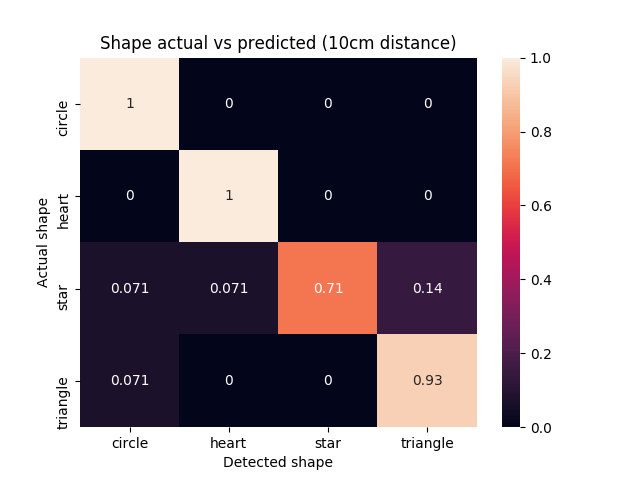 Shape actual vs predicted (10cm distance)
circle
1 0 0 0
heart
0 1 0 0
Actual shape
star
0.071 0.071 0.71 0.14
triangle
0.071 0 0 0.93
circle heart star triangle
Detected shape
1.0
0.8
0.6
0.4
0.2
0.0